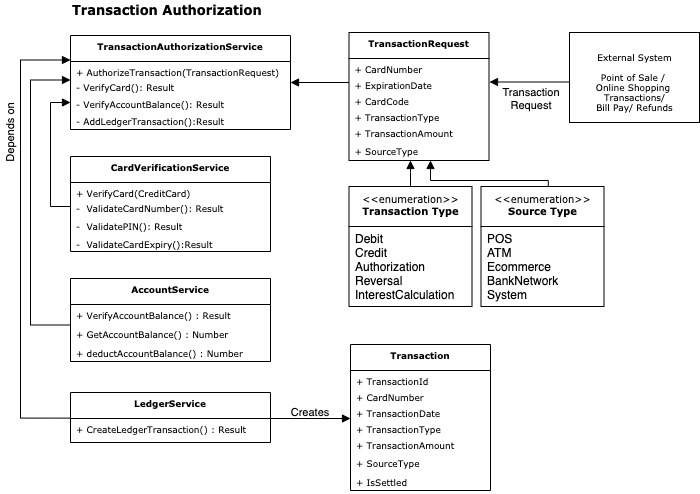 Transaction Authorization
TransactionAuthorizationService
+ AuthorizeTransaction(TransactionRequest)
- VerifyCard(): Result
- VerifyAccountBalance(): Result
- AddLedgerTransaction():Result
TransactionRequest
+ CardNumber
+ ExpirationDate
+ CardCode
+ TransactionType
+ TransactionAmount
+ SourceType
External System
Point of Sale /
Online Shopping
Transactions/
Bill Pay/ Refunds
Transaction
Request
Depends on
CardVerificationService
+ VerifyCard(CreditCard)
- ValidateCardNumber(): Result
- ValidatePIN(): Result
- ValidateCardExpiry():Result
<<enumeration>>
Transaction Type
Debit
Credit
Authorization
Reversal
InterestCalculation
<<enumeration>>
Source Type
POS
ATM
Ecommerce
BankNetwork
System
AccountService
+ VerifyAccountBalance() : Result
+ GetAccountBalance() : Number
+ deductAccountBalance() : Number
LedgerService
+ CreateLedgerTransaction() : Result
Creates
Transaction
+ TransactionId
+ CardNumber
+ TransactionDate
+ TransactionType
+ TransactionAmount
+ SourceType
+ IsSettled